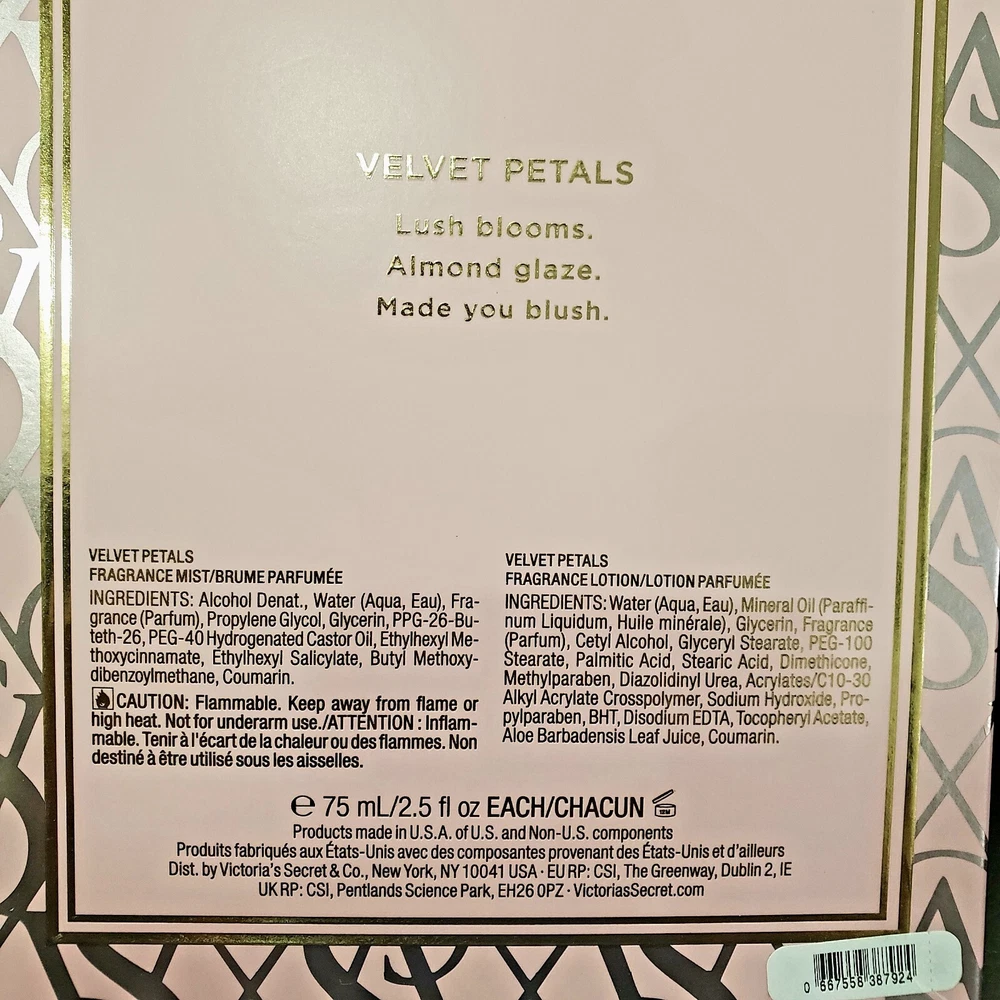 VELVET PETALS
Lush blooms.
Almond glaze.
Made you blush.
VELVET PETALS
FRAGRANCE MIST/BRUME PARFUMÉE
INGREDIENTS: Alcohol Denat., Water (Aqua, Eau), Fra-
grance (Parfum), Propylene Glycol, Glycerin, PPG-26-Bu-
teth-26, PEG-40 Hydrogenated Castor Oil, Ethylhexyl Me-
thoxycinnamate, Ethylhexyl Salicylate, Butyl Methoxy-
dibenzoylmethane, Coumarin.
CAUTION: Flammable. Keep away from flame or
high heat. Not for underarm use./ATTENTION : Inflam-
mable. Tenir à l'écart de la chaleur ou des flammes. Non
destiné à être utilisé sous les aisselles.
VELVET PETALS
FRAGRANCE LOTION/LOTION PARFUMÉE
INGREDIENTS: Water (Aqua, Eau), Mineral Oil (Paraffi-
num Liquidum, Huile minérale), Glycerin, Fragrance
(Parfum), Cetyl Alcohol, Glyceryl Stearate, PEG-100
Stearate, Palmitic Acid, Stearic Acid, Dimethicone,
Methylparaben, Diazolidinyl Urea, Acrylates/C10-30
Alkyl Acrylate Crosspolymer, Sodium Hydroxide, Pro-
pylparaben, BHT, Disodium EDTA, Tocopheryl Acetate,
Aloe Barbadensis Leaf Juice, Coumarin.
℮ 75 mL/2.5 fl oz EACH/CHACUN
Products made in U.S.A. of U.S. and Non-U.S. components
Produits fabriqués aux États-Unis avec des composantes provenant des États-Unis et d'ailleurs
Dist. by Victoria's Secret & Co., New York, NY 10041 USA · EU RP: CSI, The Greenway, Dublin 2, IE
UK RP: CSI, Pentlands Science Park, EH26 0PZ · VictoriasSecret.com
0 667558 387924